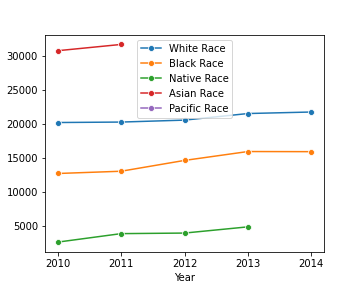 30000
25000
20000
15000
10000
5000
White Race
Black Race
Native Race
Asian Race
Pacific Race
2010 2011 2012 2013 2014
Year